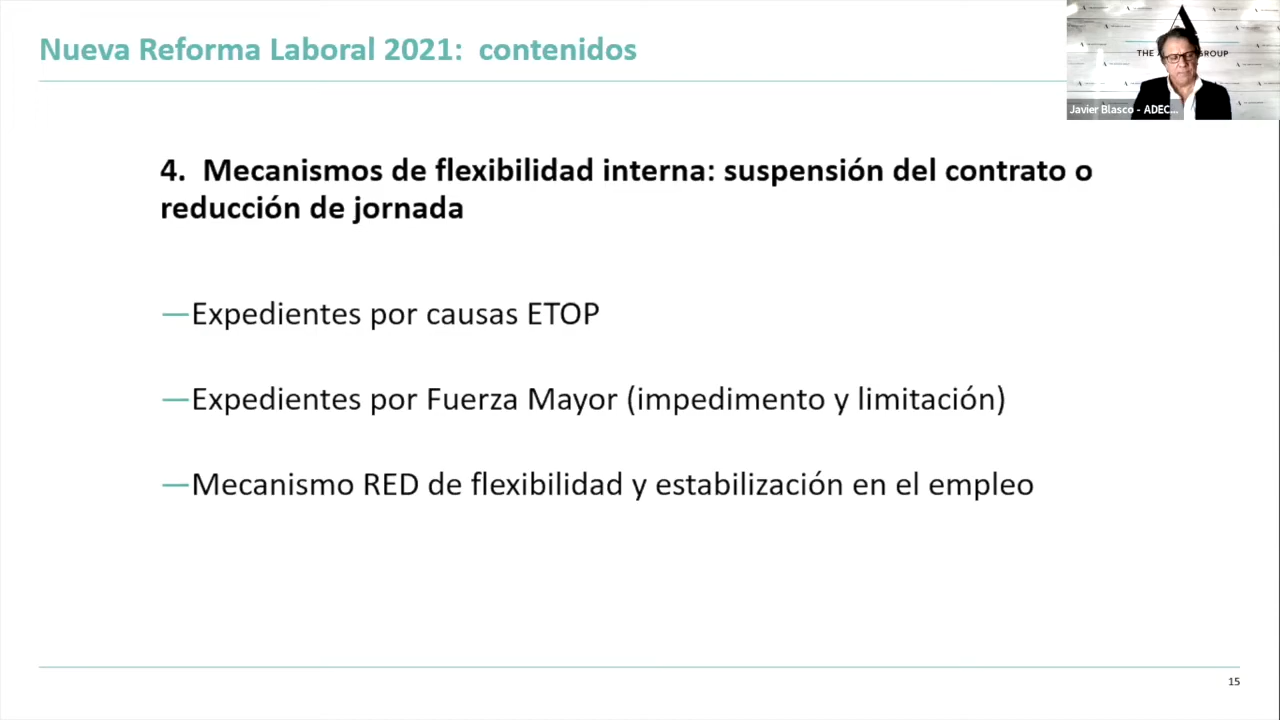 Nueva Reforma Laboral 2021: contenidos
THE A GROUP
Javier Blasco - ADEC...
4. Mecanismos de flexibilidad interna: suspensión del contrato o
reducción de jornada
—Expedientes por causas ETOP
—Expedientes por Fuerza Mayor (impedimento y limitación)
—Mecanismo RED de flexibilidad y estabilización en el empleo
15